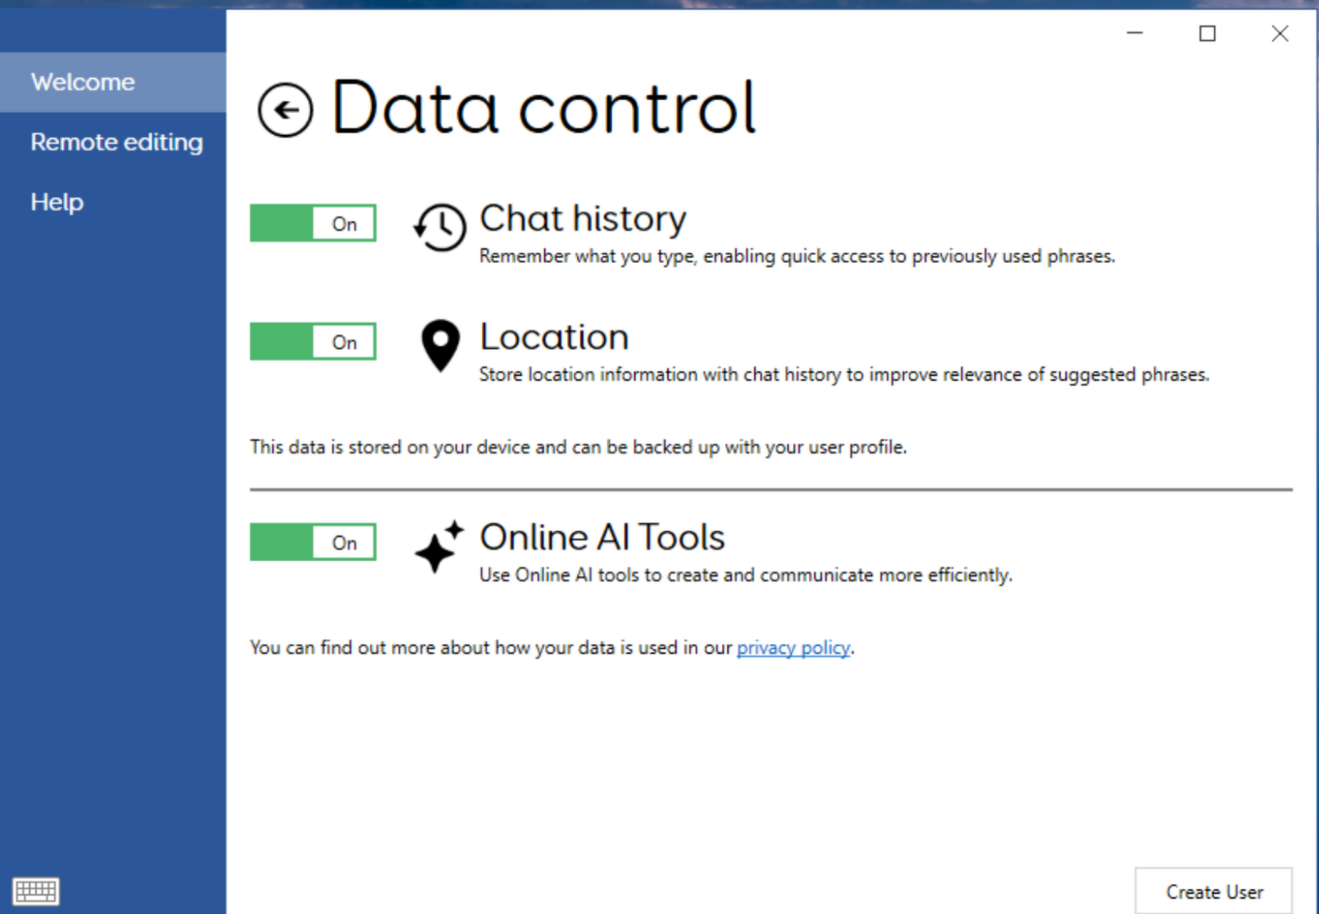 Welcome
Remote editing
Help
Data control
On
Chat history
Remember what you type, enabling quick access to previously used phrases.
On
Location
Store location information with chat history to improve relevance of suggested phrases.
This data is stored on your device and can be backed up with your user profile.
On
Online AI Tools
Use Online AI tools to create and communicate more efficiently.
You can find out more about how your data is used in our privacy policy.
Create User